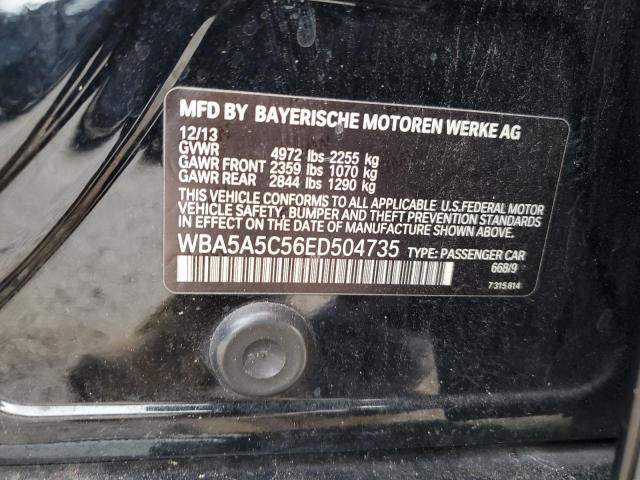 MFD BY BAYERISCHE MOTOREN WERKE AG
12/13
GVWR 4972 lbs 2255 kg
GAWR FRONT 2359 lbs 1070 kg
GAWR REAR 2844 lbs 1290 kg
THIS VEHICLE CONFORMS TO ALL APPLICABLE U.S.FEDERAL MOTOR
VEHICLE SAFETY, BUMPER AND THEFT PREVENTION STANDARDS
IN EFFECT ON THE DATE OF MANUFACTURE SHOWN ABOVE.
WBA5A5C56ED504735 TYPE: PASSENGER CAR
668/9
7315814